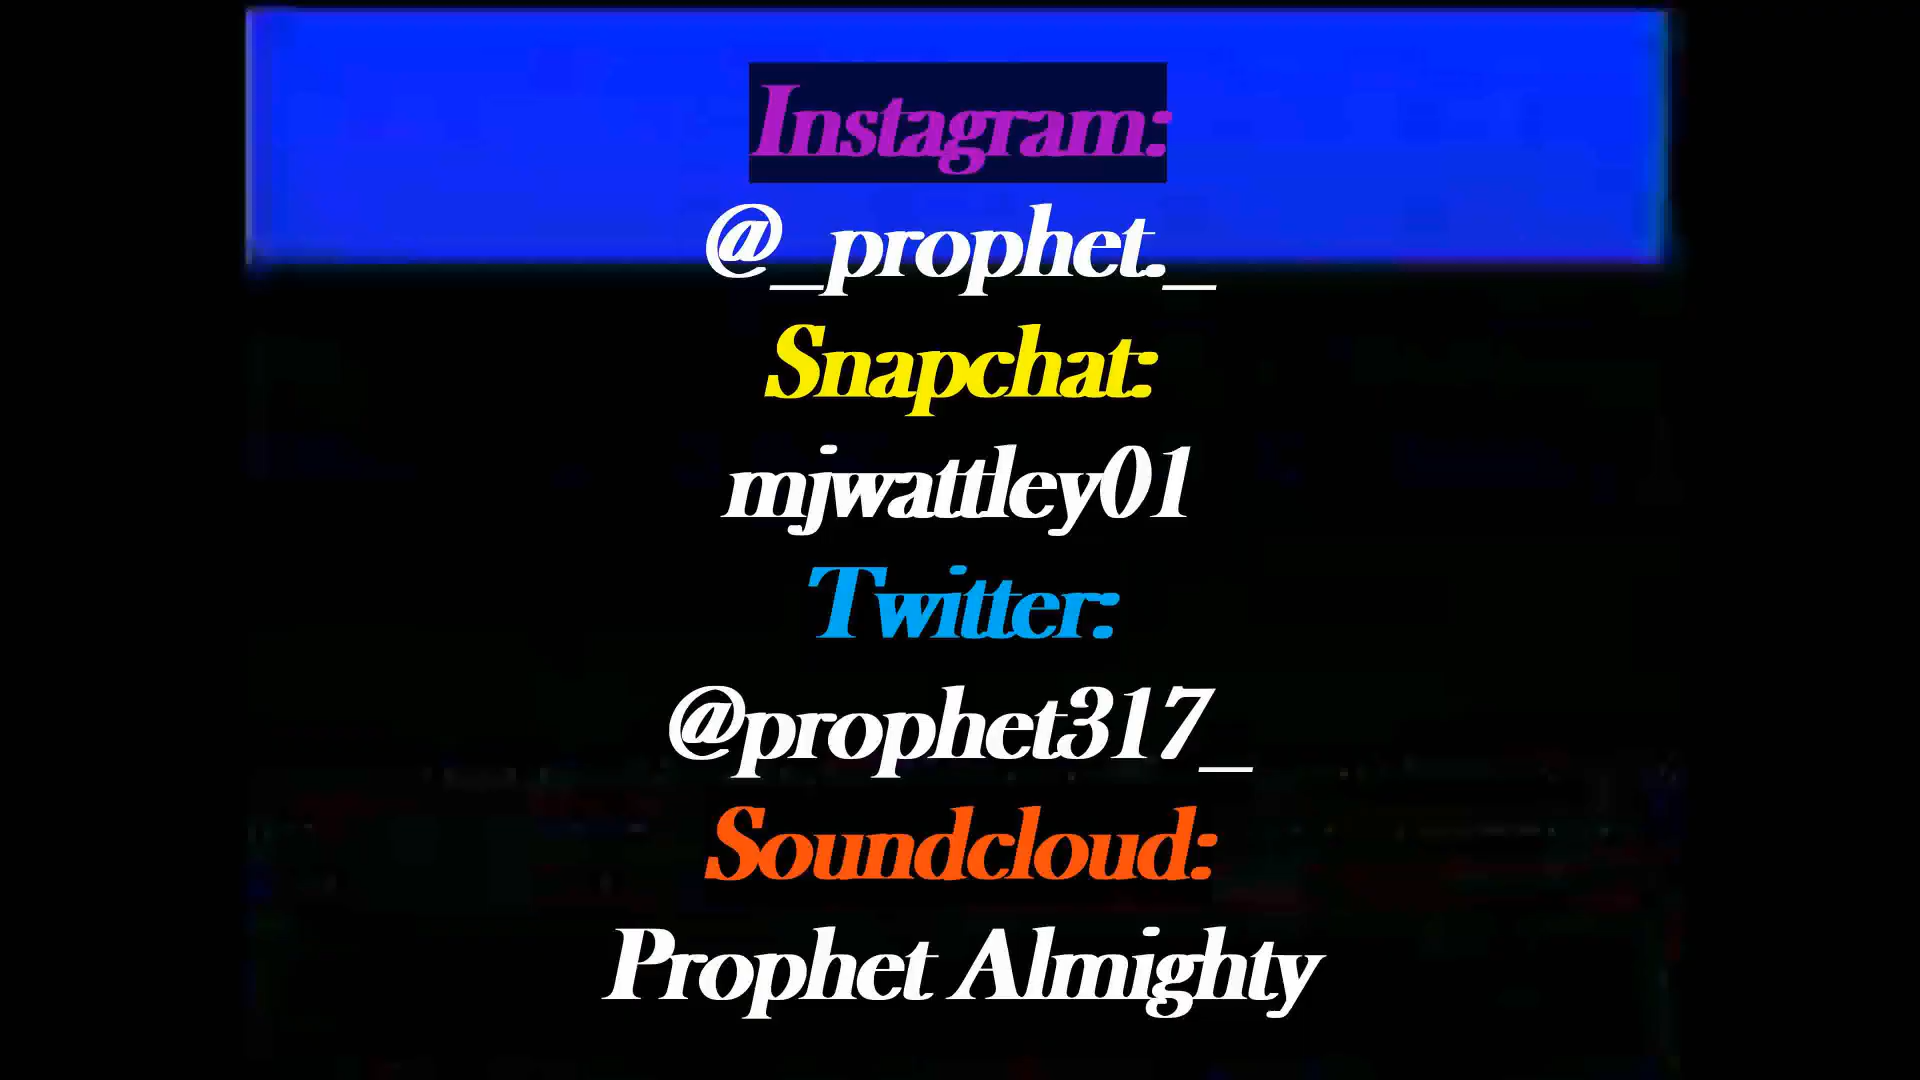 Instagram:
@_prophet._
Snapchat:
mjwattley01
Twitter:
@prophet317_
Soundcloud:
Prophet Almighty